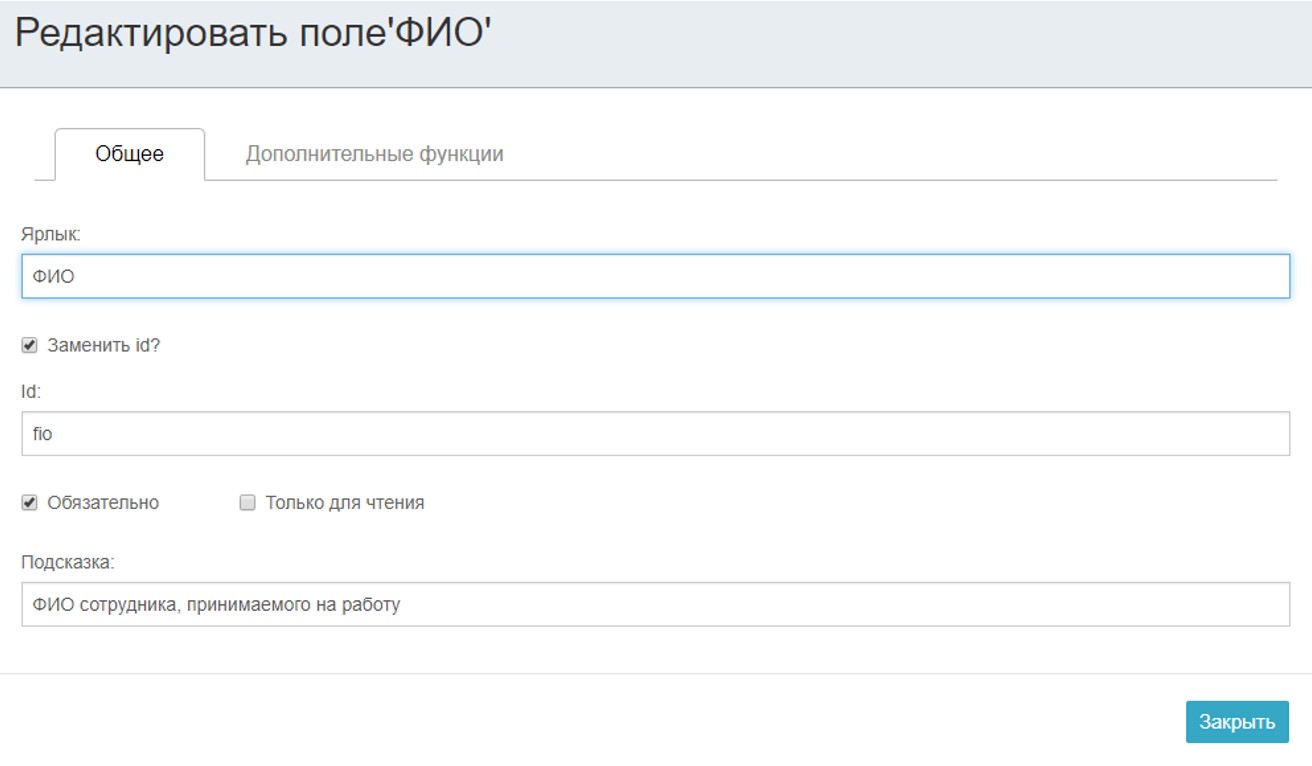 Редактировать поле'ФИО'
Общее Дополнительные функции
Ярлык:
ФИО
Заменить id?
Id:
fio
Обязательно Только для чтения
Подсказка:
ФИО сотрудника, принимаемого на работу
Закрыть